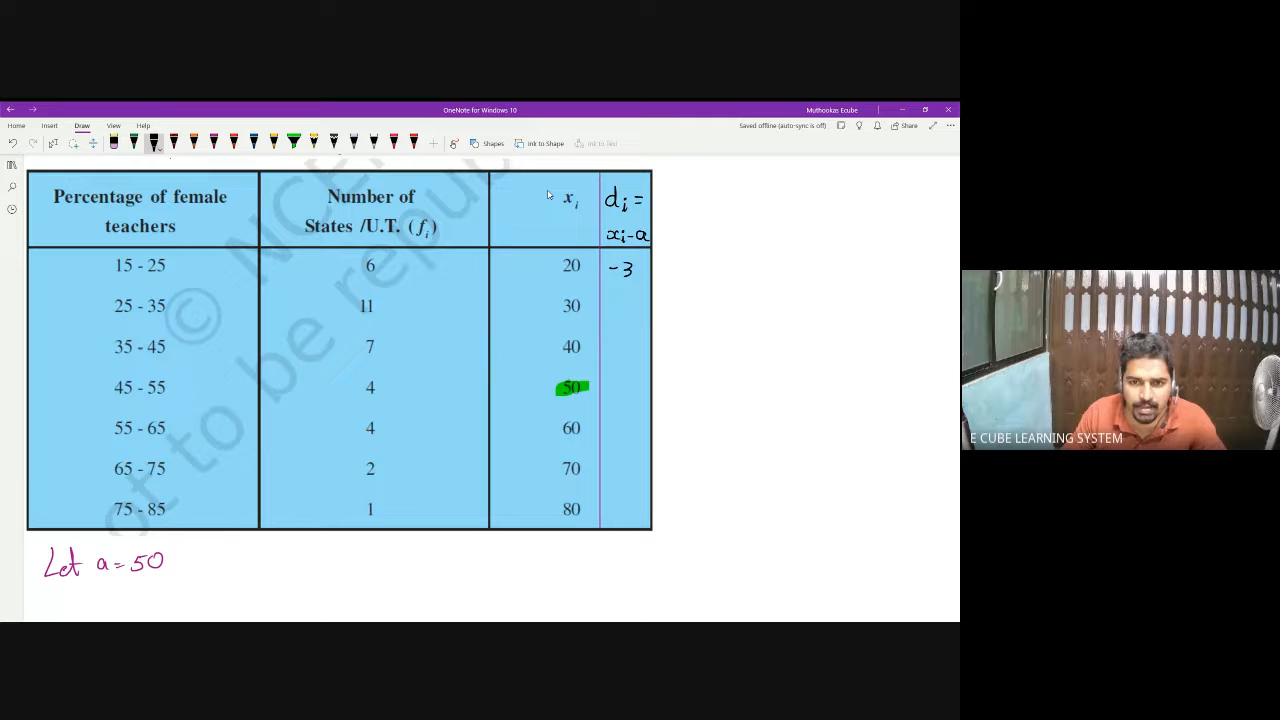 OneNote for Windows 10
Muthookas Ecube
Home Insert Draw View Help
Saved offline (auto-sync is off)
Share
Shapes
Ink to Shape
Ink to Text
Percentage of female teachers
Number of States /U.T. (fᵢ)
xᵢ
dᵢ =
xᵢ-a
15 - 25 6 20 -3
25 - 35 11 30
35 - 45 7 40
45 - 55 4 50
55 - 65 4 60
65 - 75 2 70
75 - 85 1 80
Let a = 50
E CUBE LEARNING SYSTEM